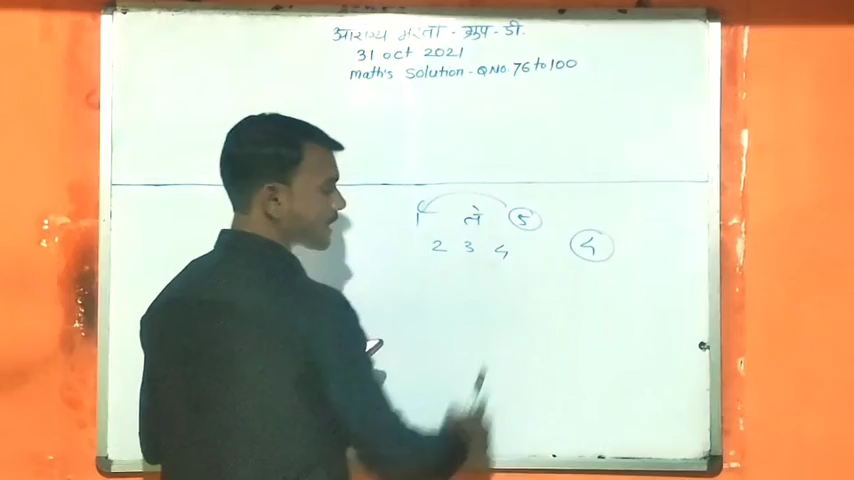 आरोग्य भरती - ग्रुप - डी.
31 oct 2021
math's Solution - Q NO. 76 to 100
1 ते 5
2 3 4 4